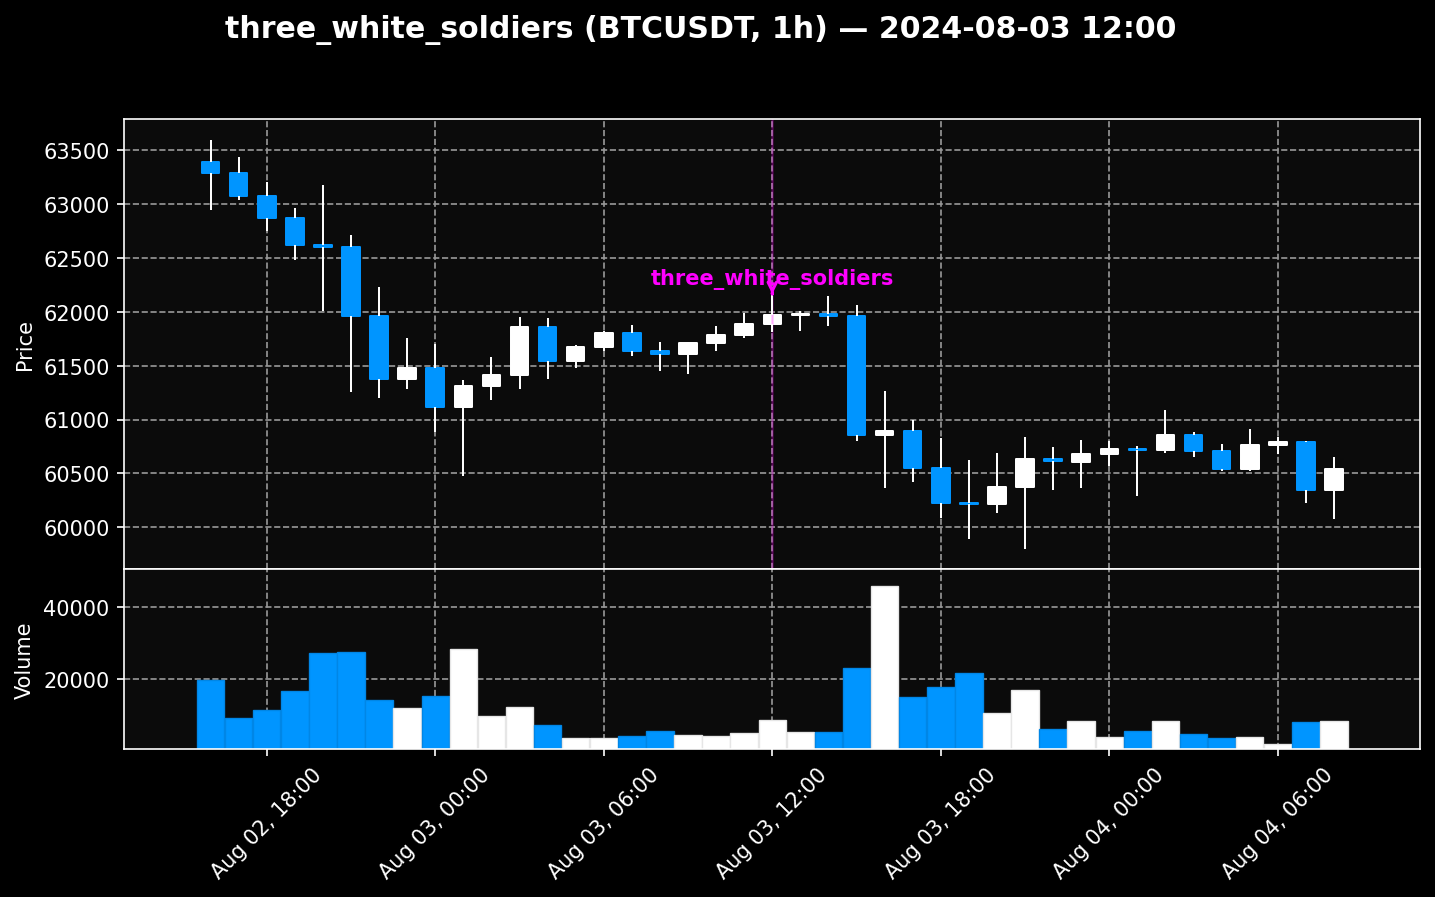 three_white_soldiers (BTCUSDT, 1h) — 2024-08-03 12:00
63500
63000
62500
three_white_soldiers
62000
61500
61000
60500
60000
Price
40000
20000
Volume
Aug 02, 18:00
Aug 03, 00:00
Aug 03, 06:00
Aug 03, 12:00
Aug 03, 18:00
Aug 04, 00:00
Aug 04, 06:00